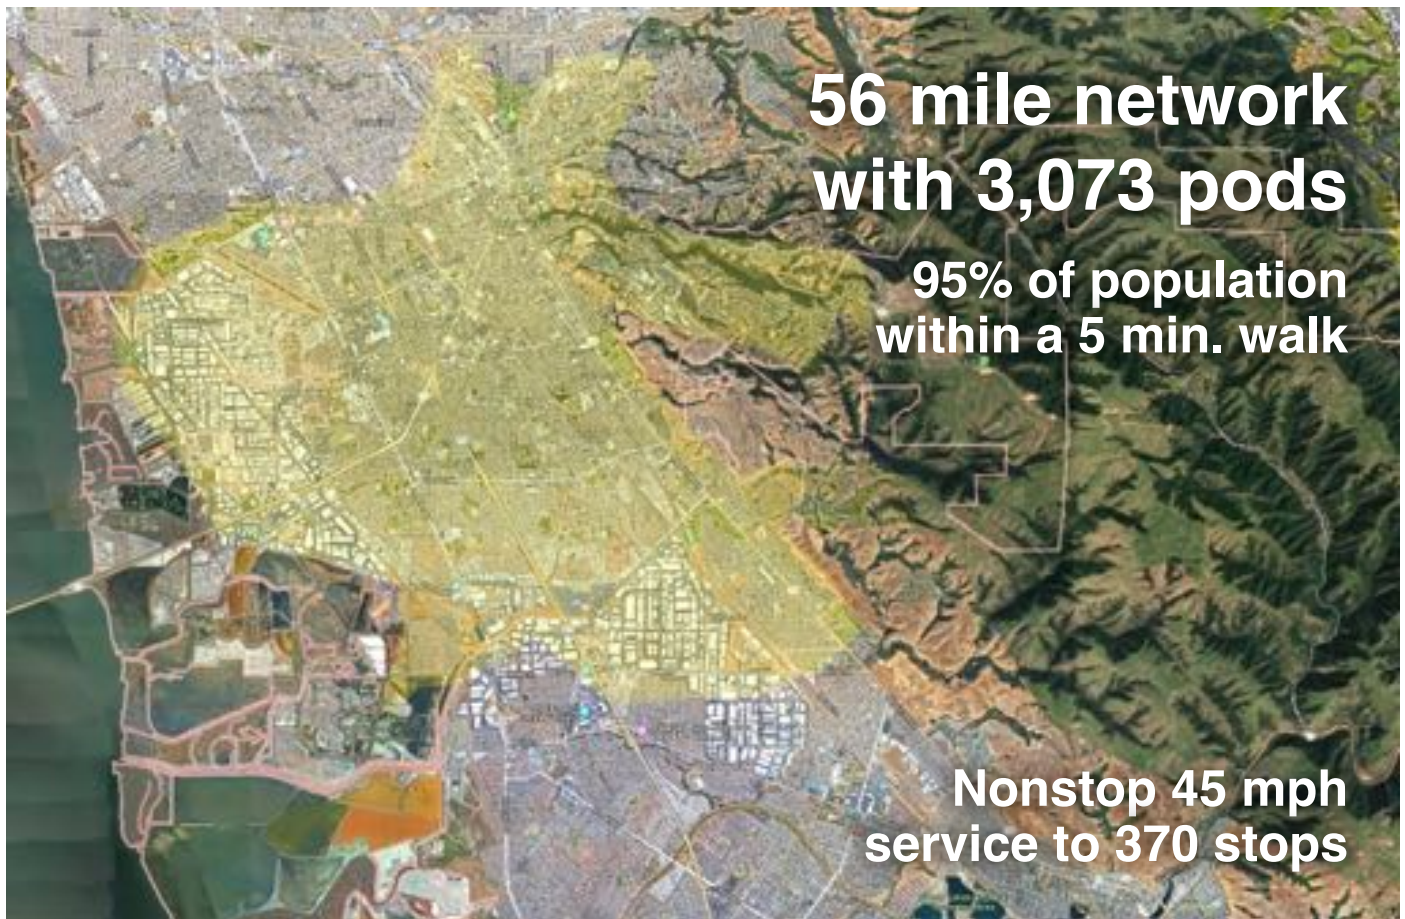 56 mile network
with 3,073 pods
95% of population
within a 5 min. walk
Nonstop 45 mph
service to 370 stops